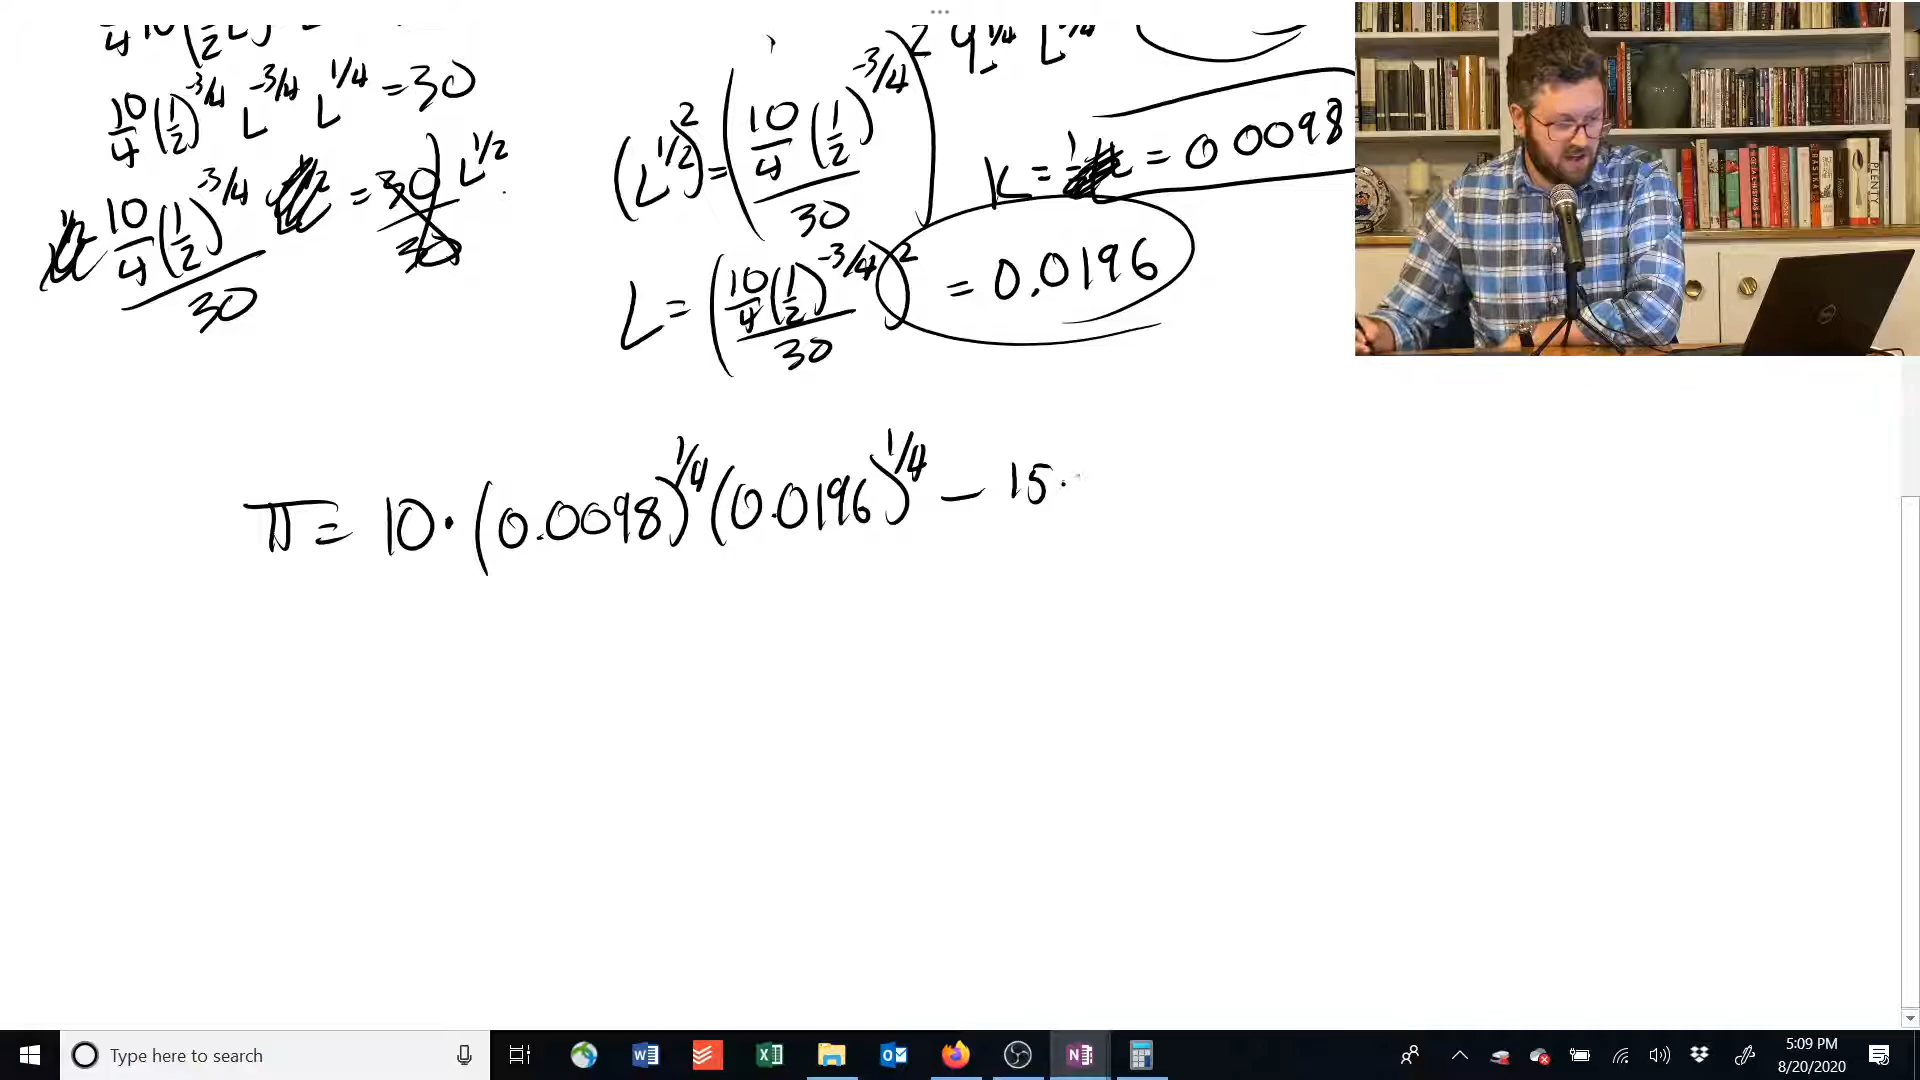 10/4 (1/2)^-3/4 L^-3/4 L^1/4 = 30
10/4 (1/2)^-3/4 / 30 = 30 L^1/2 / 30
(L^1/2)^2 = (10/4 (1/2)^-3/4 / 30)^2
L = (10/4 (1/2)^-3/4 / 30)^2 = 0.0196
K = = 0 0098
π = 10 · (0.0098)^1/4 (0.0196)^1/4 - 15 ·
PLENTY
Type here to search
5:09 PM
8/20/2020